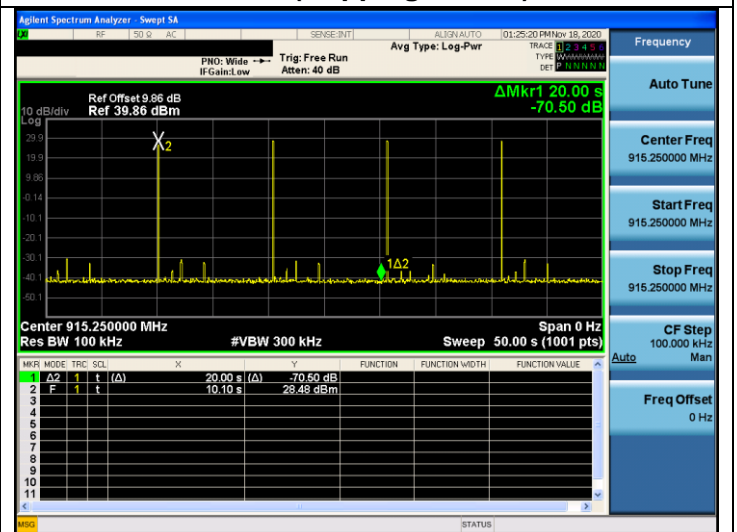 Agilent Spectrum Analyzer - Swept SA
RF 50 Ω AC SENSE:INT ALIGN AUTO 01:25:20 PM Nov 18, 2020
Avg Type: Log-Pwr TRACE 1 2 3 4 5 6
PNO: Wide Trig: Free Run TYPE W
IFGain:Low Atten: 40 dB DET P N N N N N
Frequency
Auto Tune
Center Freq
915.250000 MHz
Start Freq
915.250000 MHz
Stop Freq
915.250000 MHz
CF Step
100.000 kHz
Auto Man
Freq Offset
0 Hz
ΔMkr1 20.00 s
-70.50 dB
Ref Offset 9.86 dB
10 dB/div Ref 39.86 dBm
Log
29.9
19.9
9.86
-0.14
-10.1
-20.1
-30.1
-40.1
-50.1
X2
1Δ2
Center 915.250000 MHz Span 0 Hz
Res BW 100 kHz #VBW 300 kHz Sweep 50.00 s (1001 pts)
MKR MODE TRC SCL X Y FUNCTION FUNCTION WIDTH FUNCTION VALUE
1 Δ2 1 t (Δ) 20.00 s (Δ) -70.50 dB
2 F 1 t 10.10 s 28.48 dBm
3
4
5
6
7
8
9
10
11
MSG STATUS